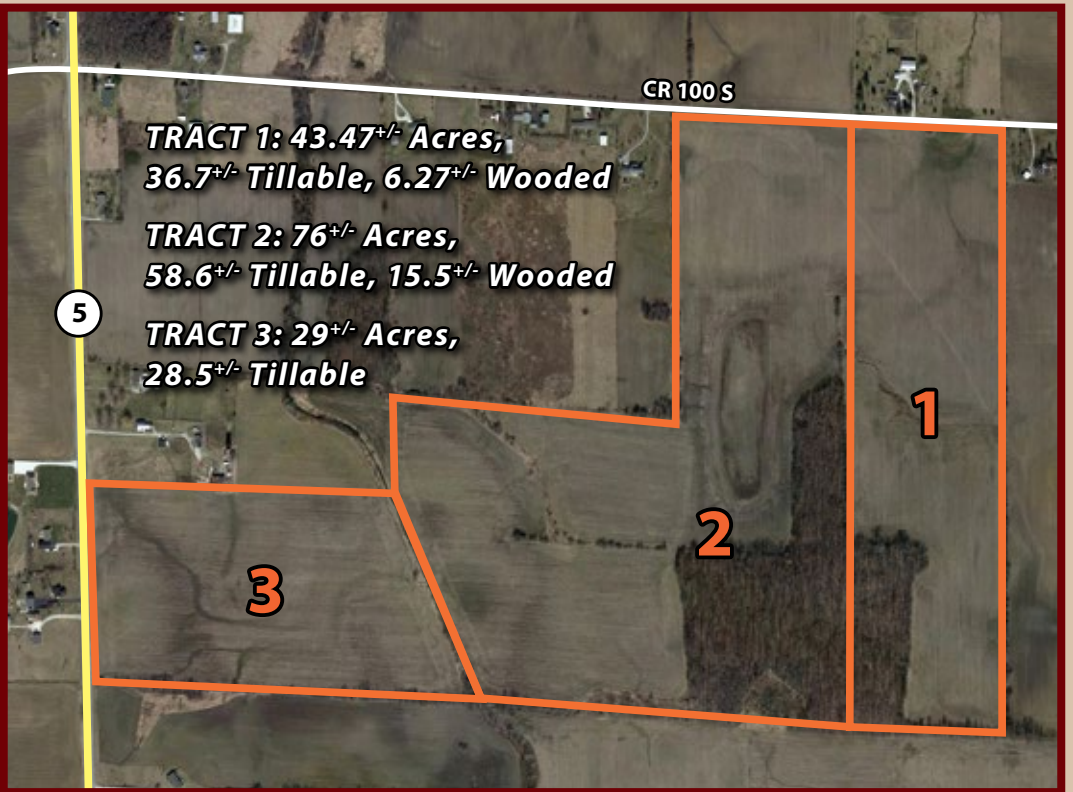 CR 100 S
TRACT 1: 43.47+/- Acres,
36.7+/- Tillable, 6.27+/- Wooded
TRACT 2: 76+/- Acres,
58.6+/- Tillable, 15.5+/- Wooded
TRACT 3: 29+/- Acres,
28.5+/- Tillable
5
1
2
3